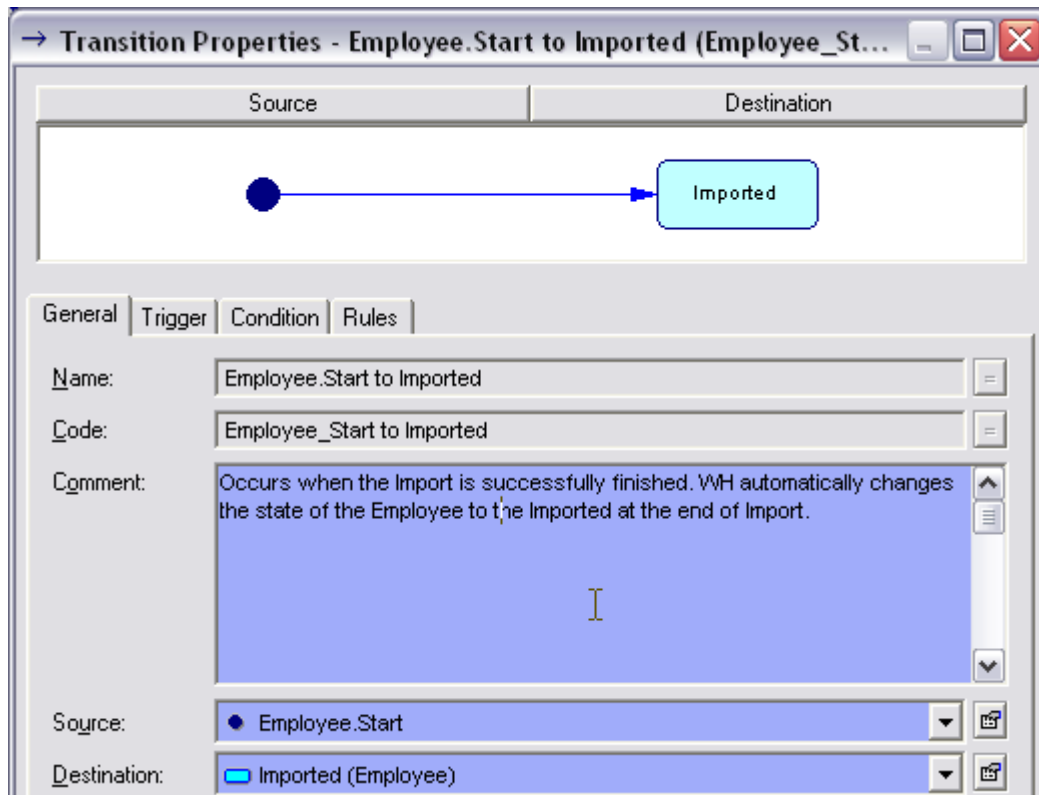 Transition Properties - Employee.Start to Imported (Employee_St...
Source Destination
Imported
General Trigger Condition Rules
Name: Employee.Start to Imported =
Code: Employee_Start to Imported =
Comment: Occurs when the Import is successfully finished. WH automatically changes
the state of the Employee to the Imported at the end of Import.
Source: Employee.Start
Destination: Imported (Employee)